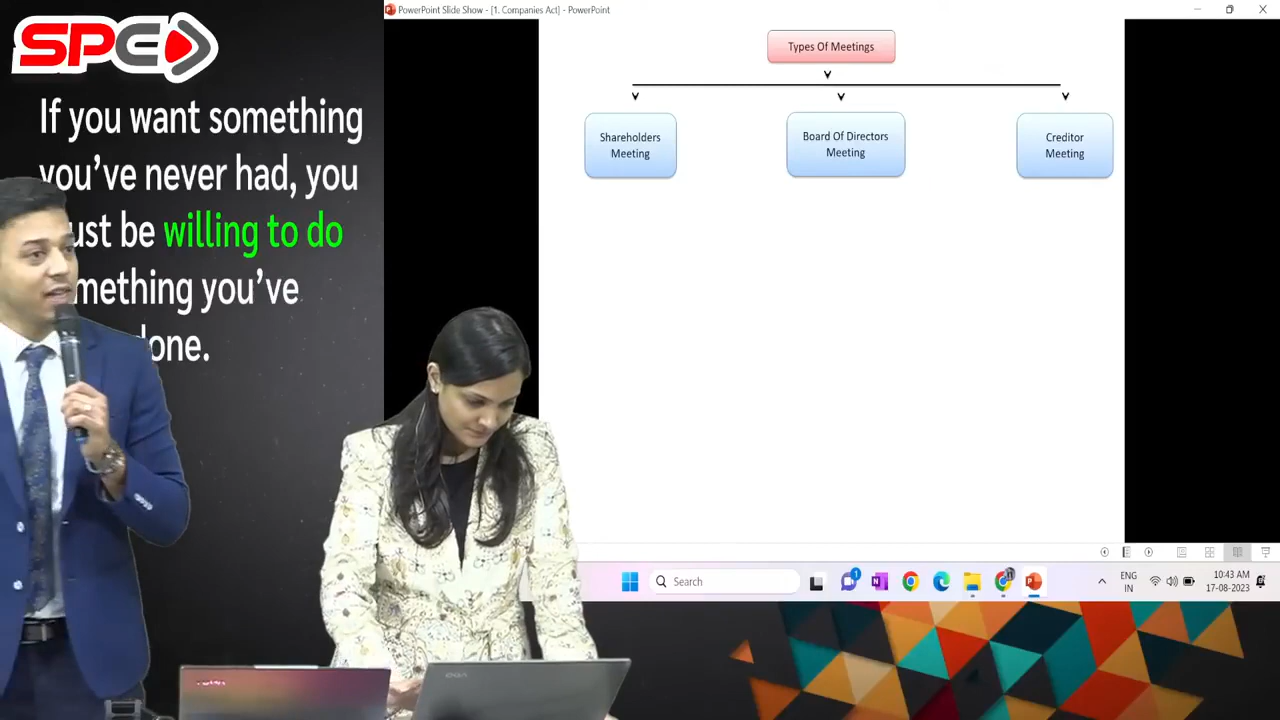 SPE
If you want something
you've never had, you
ust be willing to do
mething you've
done.
PowerPoint Slide Show - [1. Companies Act] - PowerPoint
Types Of Meetings
Shareholders
Meeting
Board Of Directors
Meeting
Creditor
Meeting
Search
1
ENG
IN
10:43 AM
17-08-2023